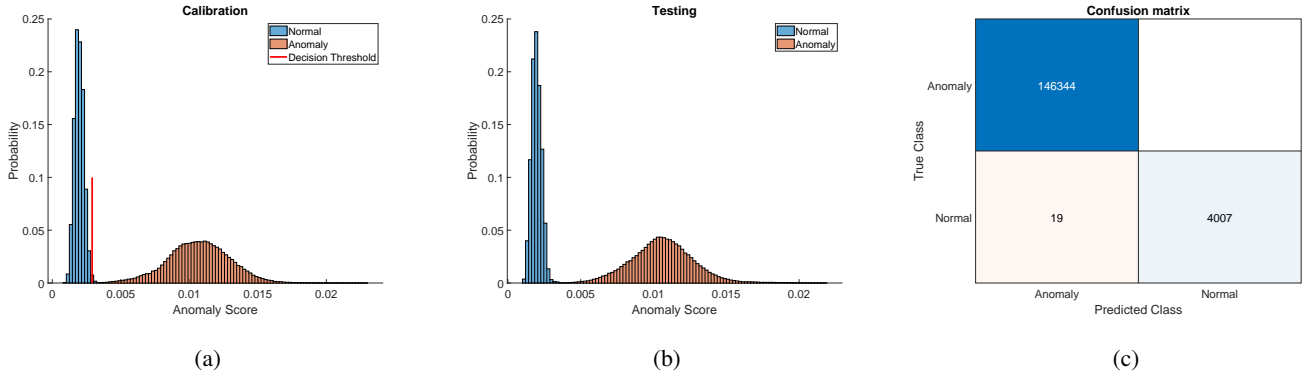 Calibration
0.25
0.2
0.15
0.1
0.05
0
Probability
0
0.005
0.01
0.015
0.02
Anomaly Score
Normal
Anomaly
Decision Threshold
(a)
Testing
0.25
0.2
0.15
0.1
0.05
0
Probability
0
0.005
0.01
0.015
0.02
Anomaly Score
Normal
Anomaly
(b)
Confusion matrix
True Class
Anomaly
146344
Normal
19
4007
Anomaly
Normal
Predicted Class
(c)